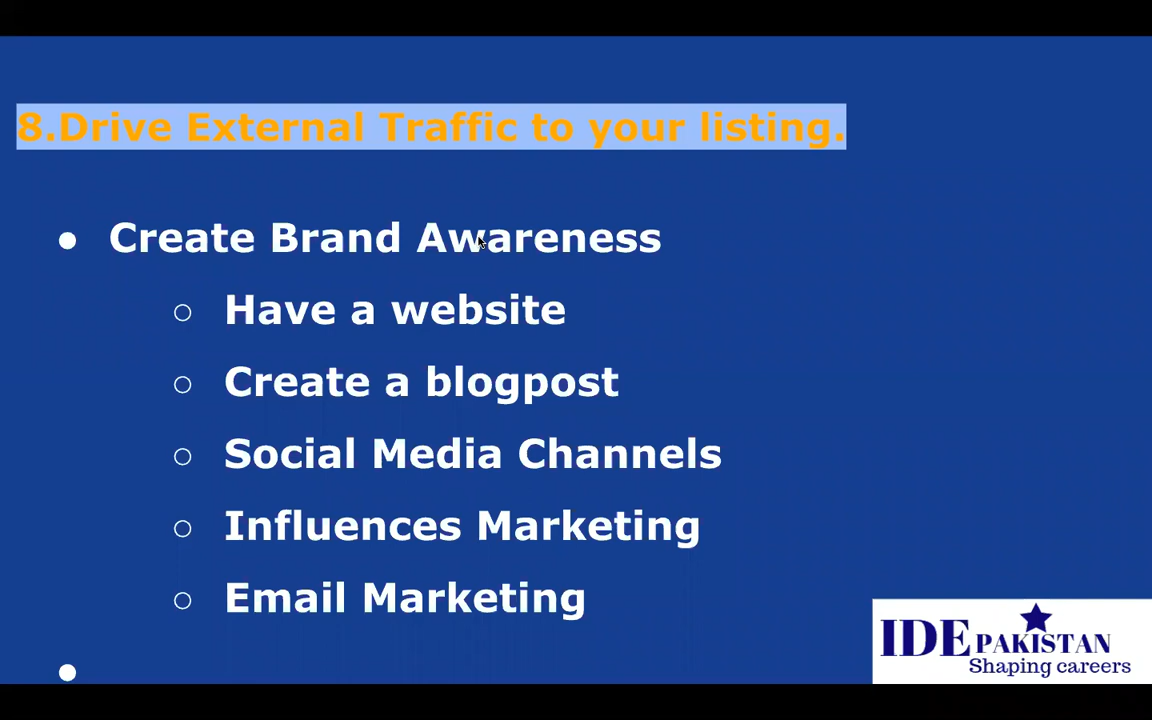 8.Drive External Traffic to your listing.
● Create Brand Awareness
○ Have a website
○ Create a blogpost
○ Social Media Channels
○ Influences Marketing
○ Email Marketing
●
IDE PAKISTAN
Shaping careers